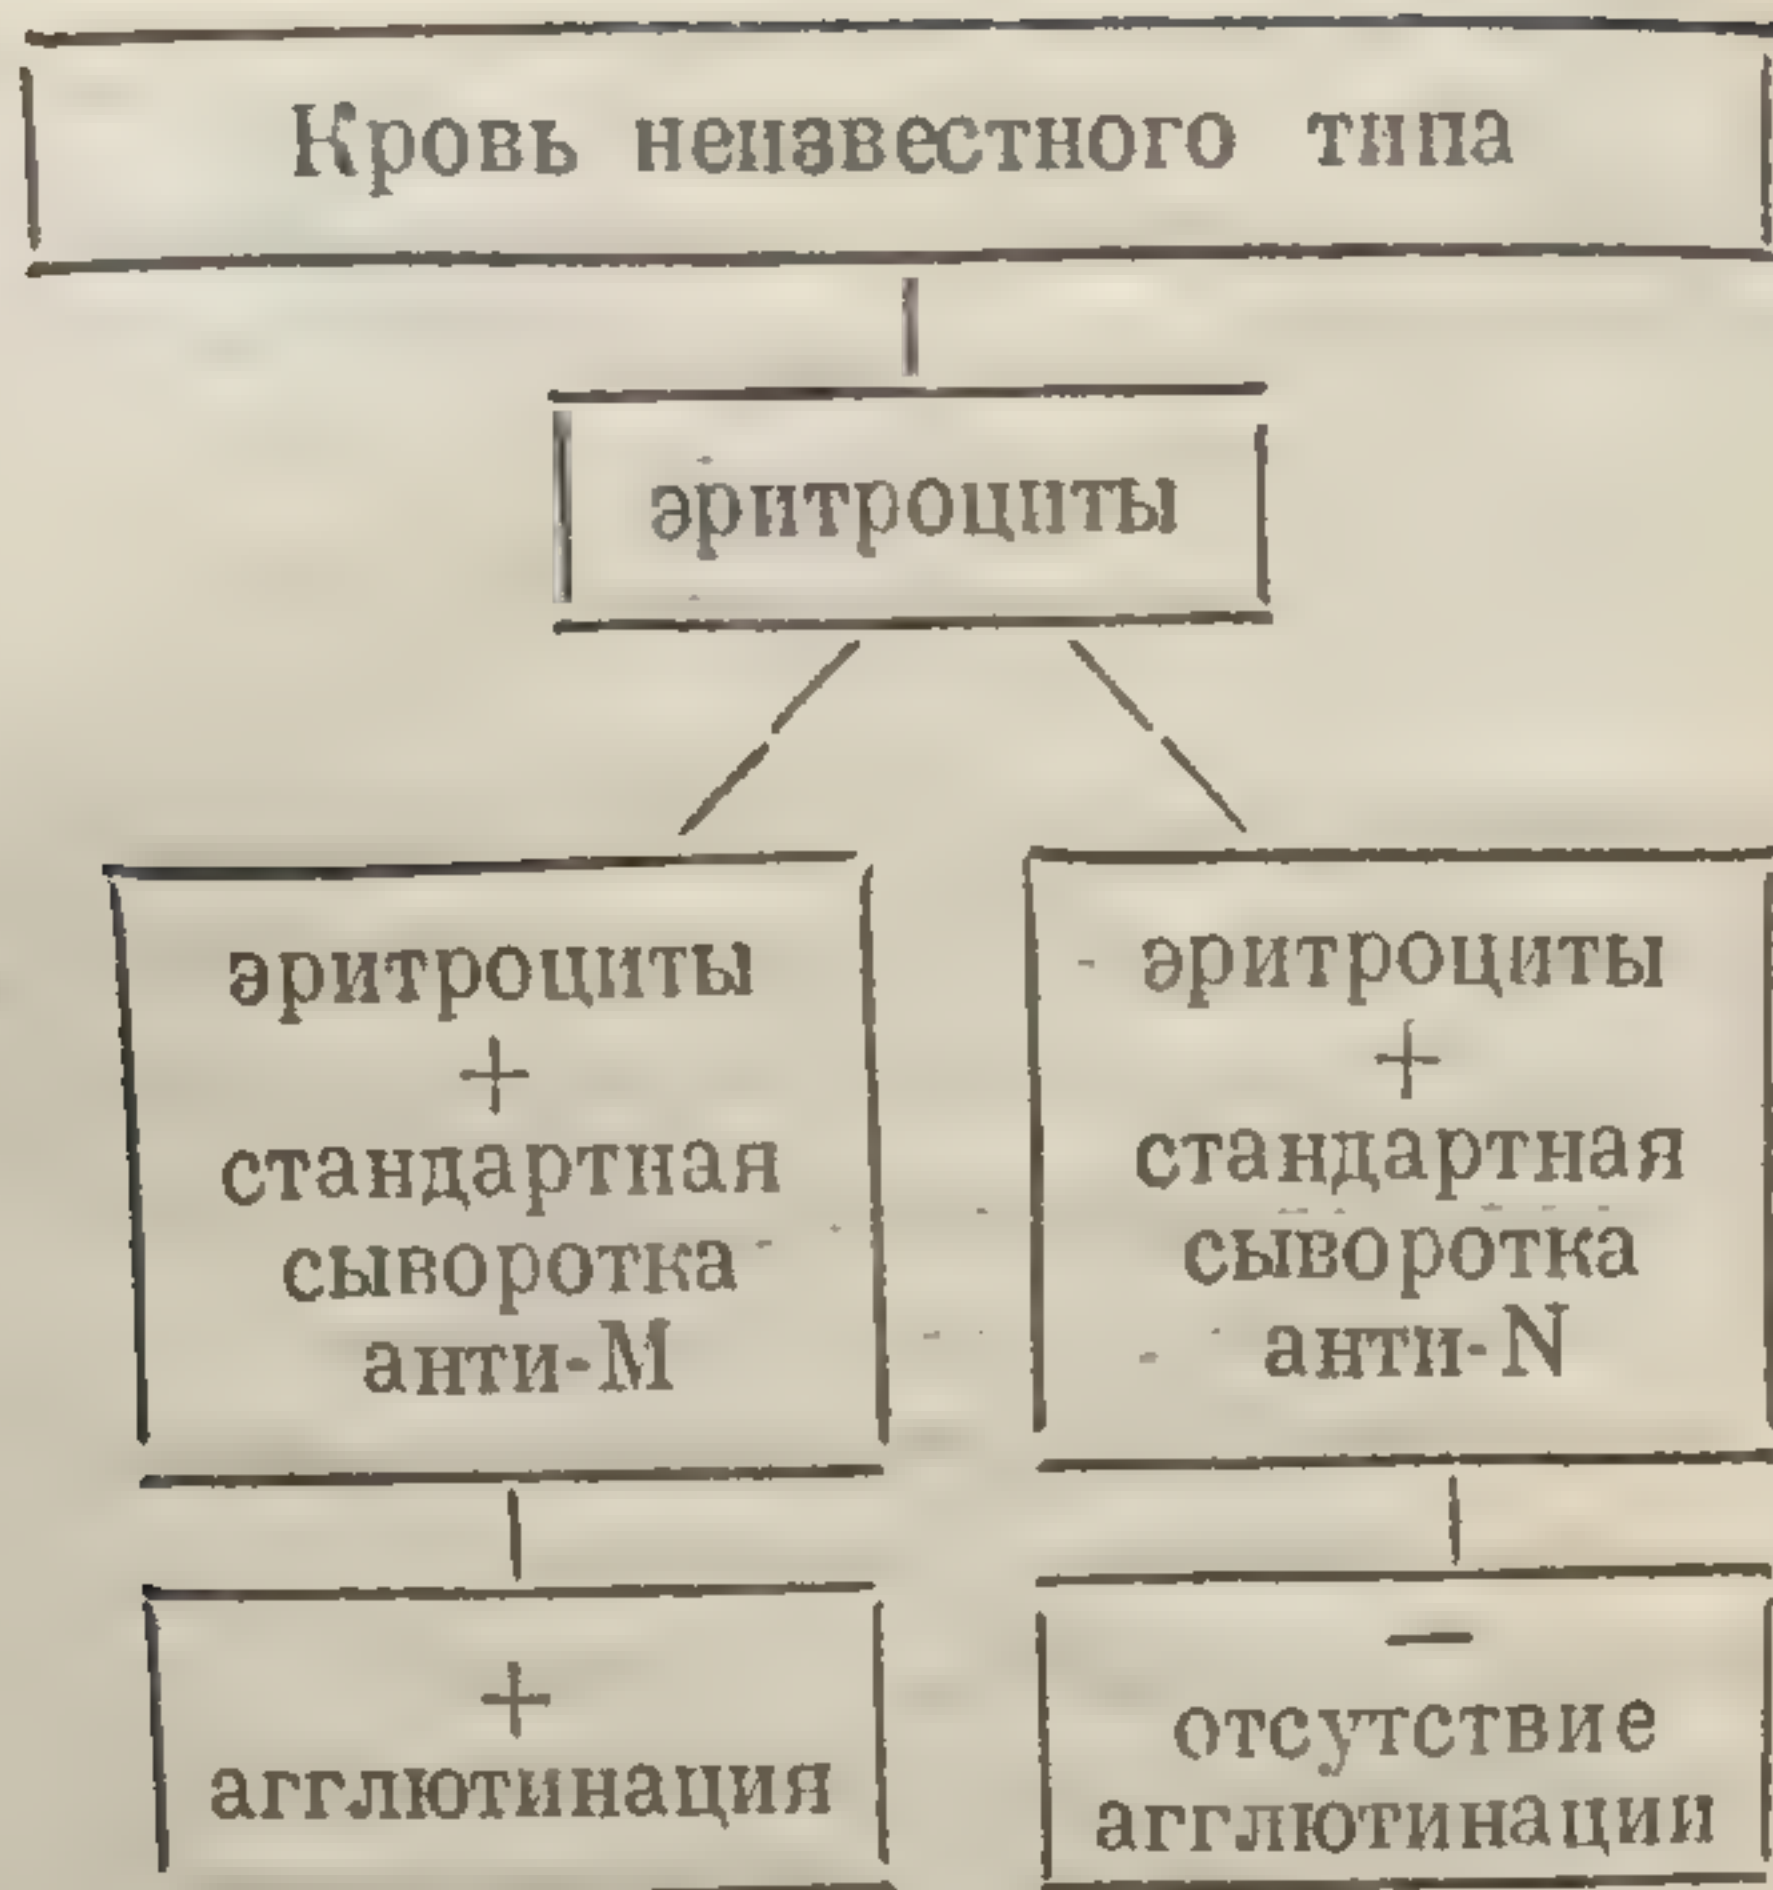 Кровь неизвестного типа
эритроциты
эритроциты
+
стандартная
сыворотка
анти-М
+
агглютинация
эритроциты
+
стандартная
сыворотка
анти-N
—
отсутствие
агглютинации